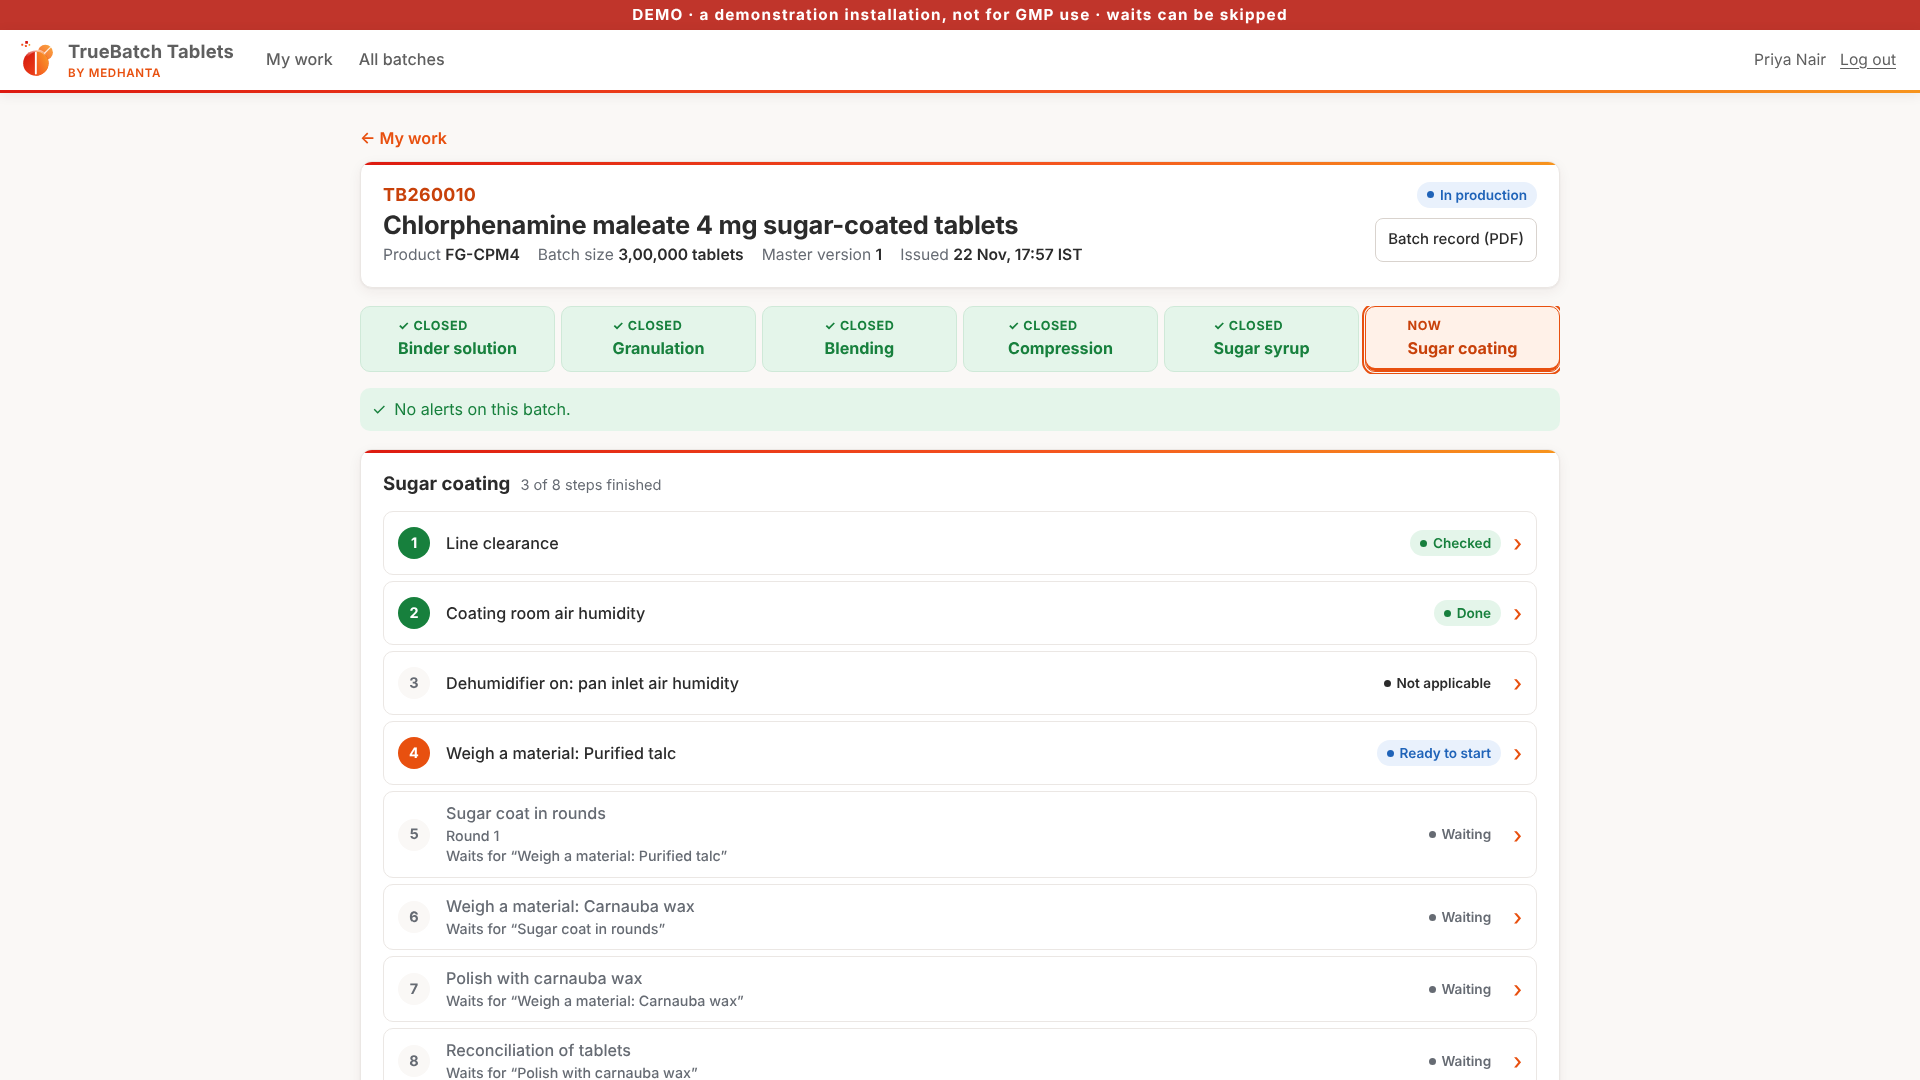 DEMO · a demonstration installation, not for GMP use · waits can be skipped
TrueBatch Tablets
BY MEDHANTA
My work
All batches
Priya Nair
Log out
← My work
TB260010
In production
Chlorphenamine maleate 4 mg sugar-coated tablets
Batch record (PDF)
Product FG-CPM4 Batch size 3,00,000 tablets Master version 1 Issued 22 Nov, 17:57 IST
✓ CLOSED
Binder solution
✓ CLOSED
Granulation
✓ CLOSED
Blending
✓ CLOSED
Compression
✓ CLOSED
Sugar syrup
NOW
Sugar coating
✓ No alerts on this batch.
Sugar coating 3 of 8 steps finished
1 Line clearance Checked
2 Coating room air humidity Done
3 Dehumidifier on: pan inlet air humidity Not applicable
4 Weigh a material: Purified talc Ready to start
5 Sugar coat in rounds Waiting
Round 1
Waits for “Weigh a material: Purified talc”
6 Weigh a material: Carnauba wax Waiting
Waits for “Sugar coat in rounds”
7 Polish with carnauba wax Waiting
Waits for “Weigh a material: Carnauba wax”
8 Reconciliation of tablets Waiting
Waits for “Polish with carnauba wax”